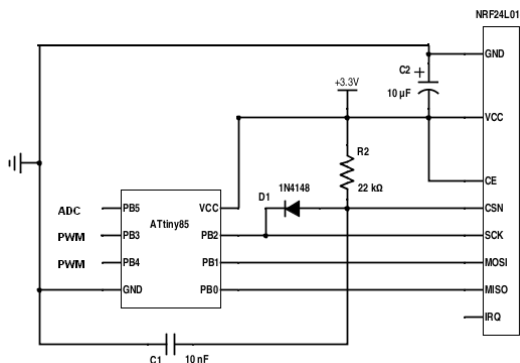 NRF24L01
GND
C2
+
10 µF
+3.3V
VCC
R2
22 kΩ
CE
D1
1N4148
CSN
ADC
PB5
VCC
ATtiny85
PWM
PB3
PB2
SCK
PWM
PB4
PB1
MOSI
GND
PB0
MISO
IRQ
C1
10 nF